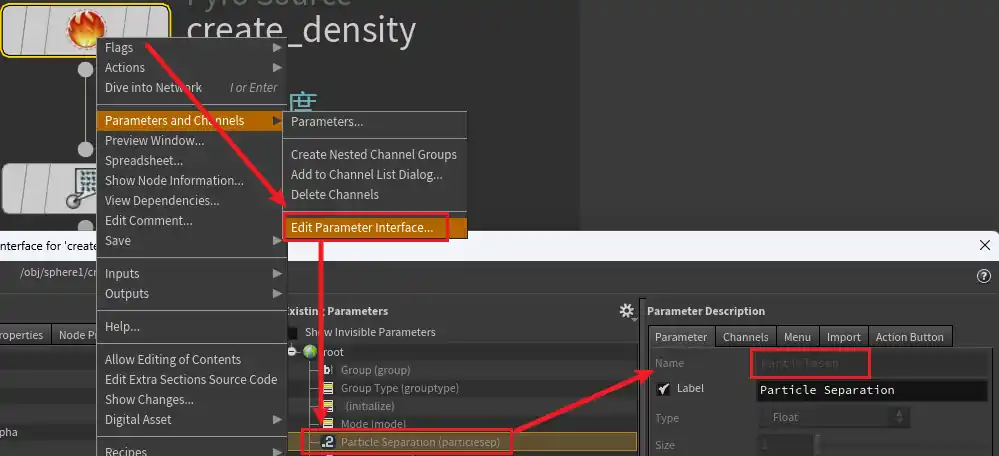 Pyro Source
create_density
度
Flags
Actions
Dive into Network I or Enter
Parameters and Channels
Preview Window...
Spreadsheet...
Show Node Information...
View Dependencies...
Edit Comment...
Save
Inputs
Outputs
Help...
Allow Editing of Contents
Edit Extra Sections Source Code
Show Changes...
Digital Asset
Recipes
Parameters...
Create Nested Channel Groups
Add to Channel List Dialog...
Delete Channels
Edit Parameter Interface...
nterface for 'create
/obj/sphere1/cr
roperties
Node Pr
pha
Existing Parameters
Show Invisible Parameters
root
Group (group)
Group Type (grouptype)
(initialize)
Mode (mode)
.2 Particle Separation (particlesep)
Parameter Description
Parameter Channels Menu Import Action Button
Name particlesep
Label Particle Separation
Type Float
Size 1